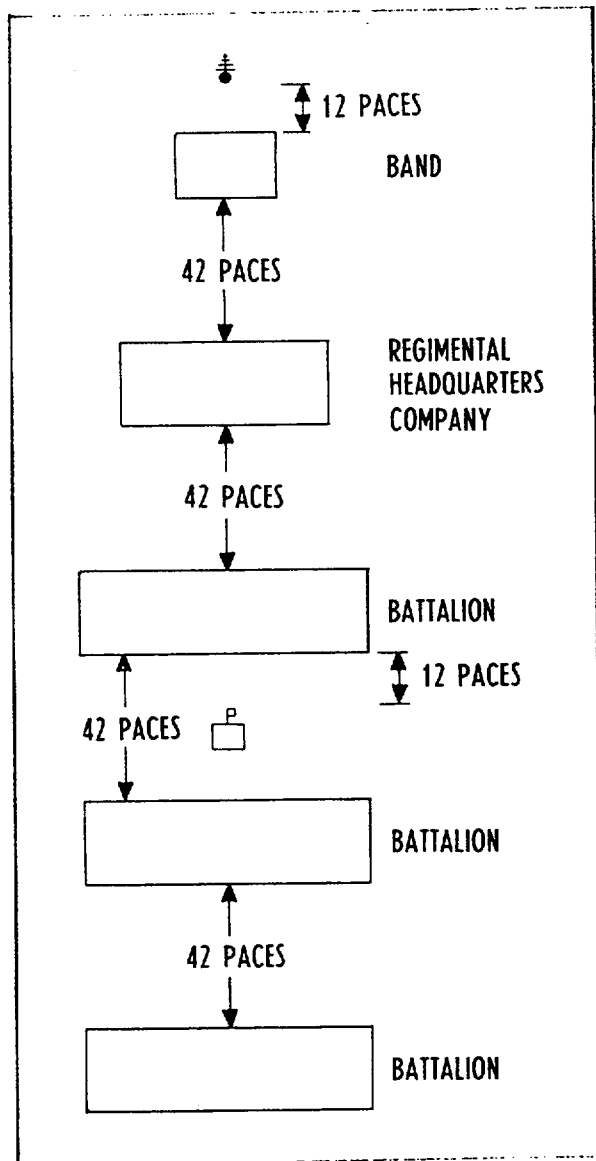 12 PACES
BAND
42 PACES
REGIMENTAL
HEADQUARTERS
COMPANY
42 PACES
BATTALION
12 PACES
42 PACES
P
BATTALION
42 PACES
BATTALION